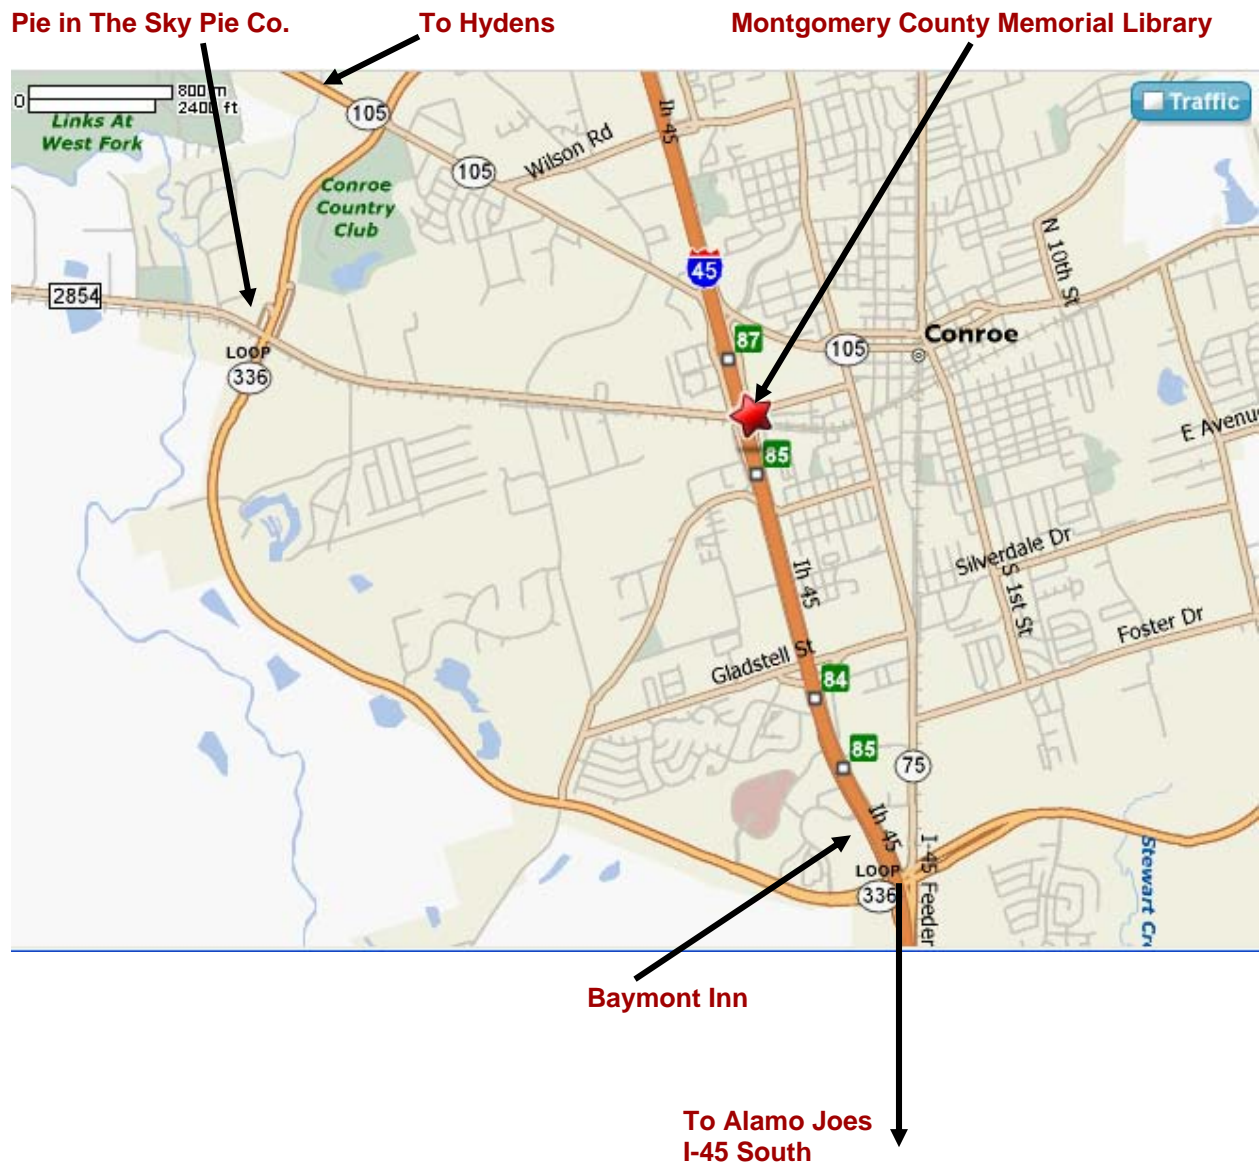 Pie in The Sky Pie Co.
To Hydens
Montgomery County Memorial Library
0
800 m
2400 ft
Traffic
Links At
West Fork
105
Ih 45
Wilson Rd
105
Conroe
Country
Club
45
N 10th St
2854
87
Conroe
LOOP
336
105
85
E Avenu
Ih 45
Silverdale Dr
S 1st St
Foster Dr
Gladstell St
84
85
75
Ih 45
I-45 Feeder
Stewart Cr
LOOP
336
Baymont Inn
To Alamo Joes
I-45 South